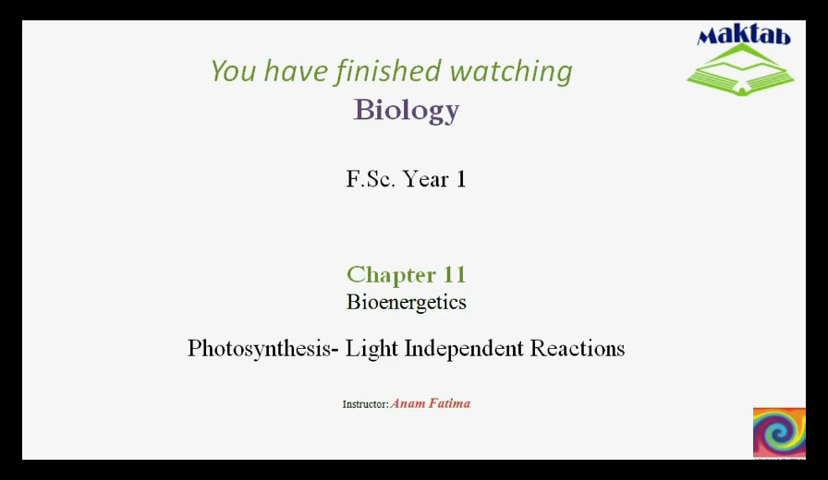 Maktab
You have finished watching
Biology
F.Sc. Year 1
Chapter 11
Bioenergetics
Photosynthesis- Light Independent Reactions
Instructor: Anam Fatima